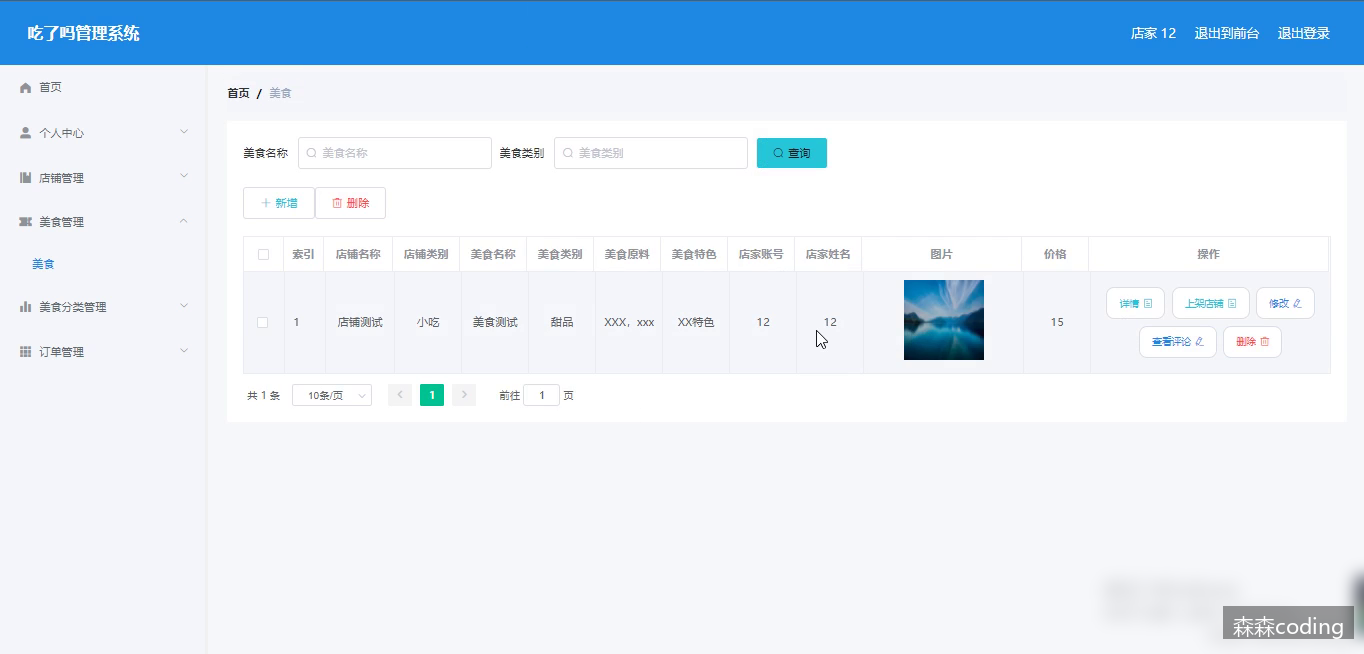 吃了吗管理系统
店家 12 退出到前台 退出登录
首页
个人中心
店铺管理
美食管理
美食
美食分类管理
订单管理
首页 / 美食
美食名称 美食名称 美食类别 美食类别 查询
新增 删除
索引 店铺名称 店铺类别 美食名称 美食类别 美食原料 美食特色 店家账号 店家姓名 图片 价格 操作
1 店铺测试 小吃 美食测试 甜品 XXX，xxx XX特色 12 12 15
详情 上架店铺 修改
查看评论 删除
共 1 条 10条/页 1 前往 1 页
森森coding